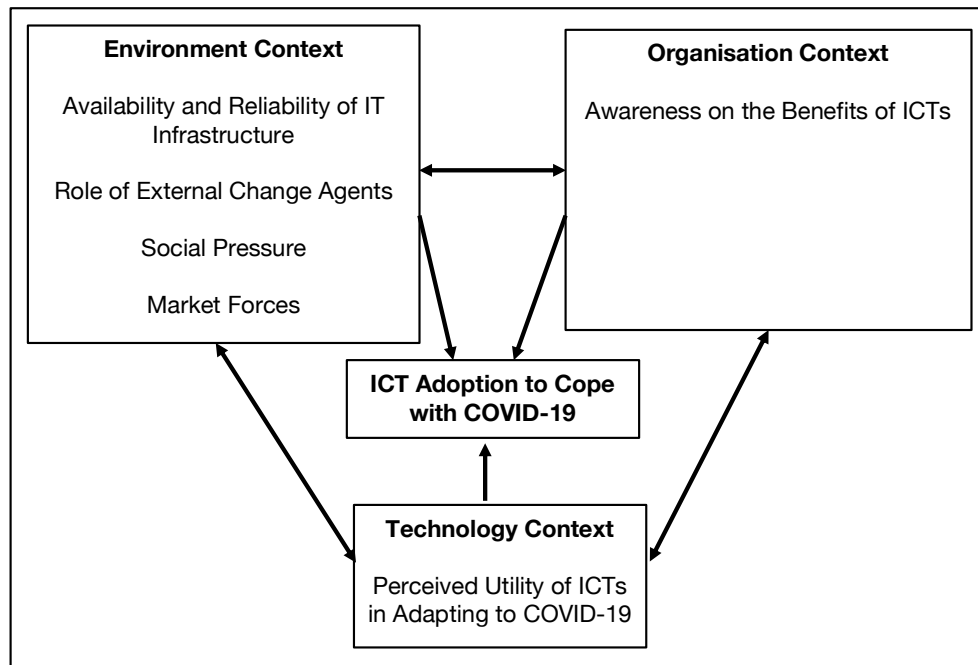 Environment Context
Availability and Reliability of IT
Infrastructure
Role of External Change Agents
Social Pressure
Market Forces
Organisation Context
Awareness on the Benefits of ICTs
ICT Adoption to Cope
with COVID-19
Technology Context
Perceived Utility of ICTs
in Adapting to COVID-19